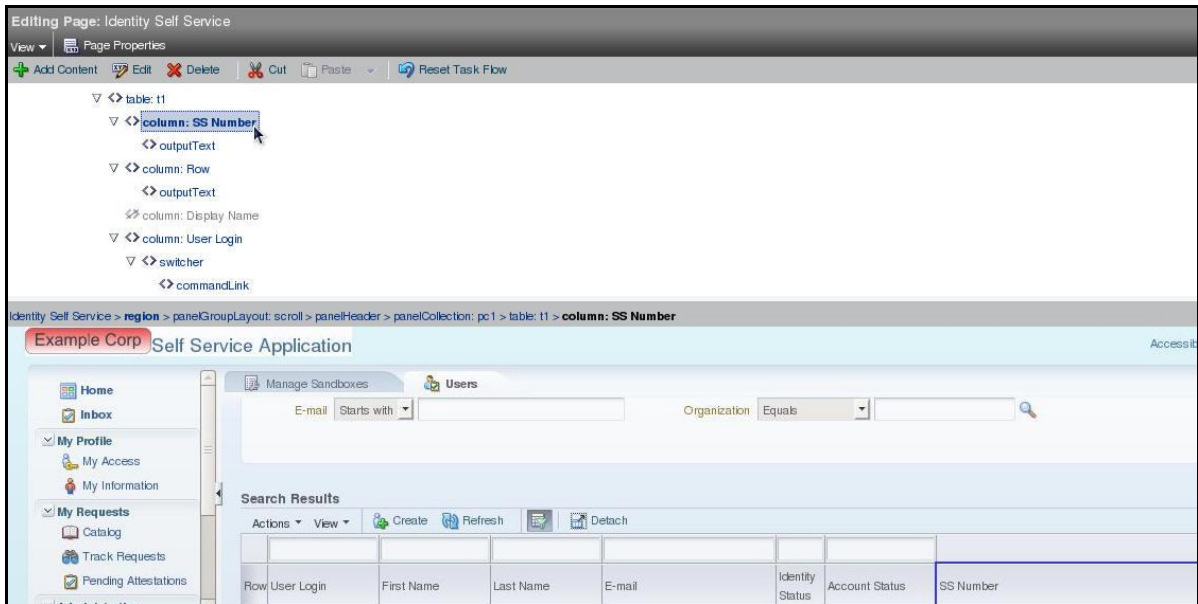 Editing Page: Identity Self Service
View Page Properties
Add Content Edit Delete Cut Paste Reset Task Flow
table: t1
column: SS Number
outputText
column: Row
outputText
column: Display Name
column: User Login
switcher
commandLink
Identity Self Service > region > panelGroupLayout: scroll > panelHeader > panelCollection: pc1 > table: t1 > column: SS Number
Example Corp Self Service Application
Home
Inbox
My Profile
My Access
My Information
My Requests
Catalog
Track Requests
Pending Attestations
Manage Sandboxes Users
E-mail Starts with Organization Equals
Search Results
Actions View Create Refresh Detach
Row User Login First Name Last Name E-mail Identity Status Account Status SS Number